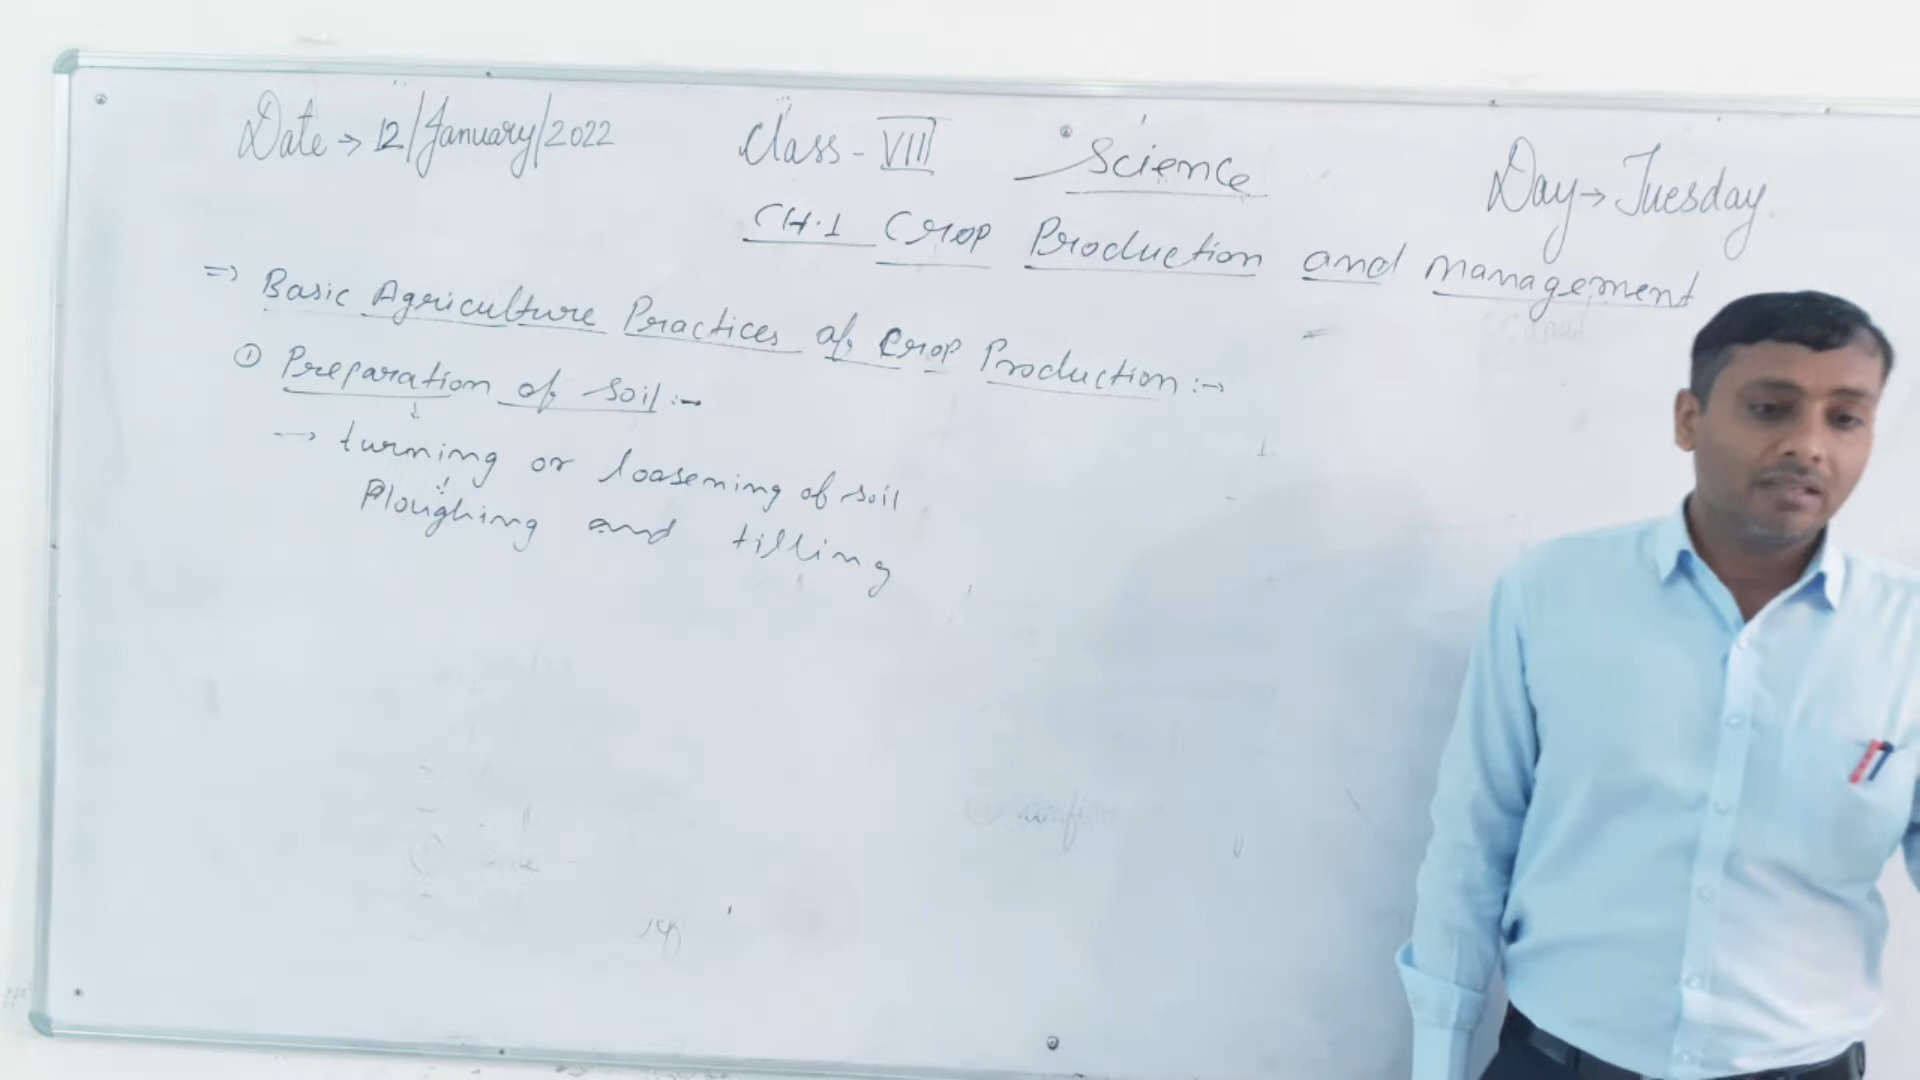 Date → 12/January/2022 Class - VIII Science Day → Tuesday
CH.1 Crop Production and Management
⇒ Basic Agriculture Practices of Crop Production :→
① Preparation of Soil :→
→ turning or loosening of soil
Ploughing and tilling